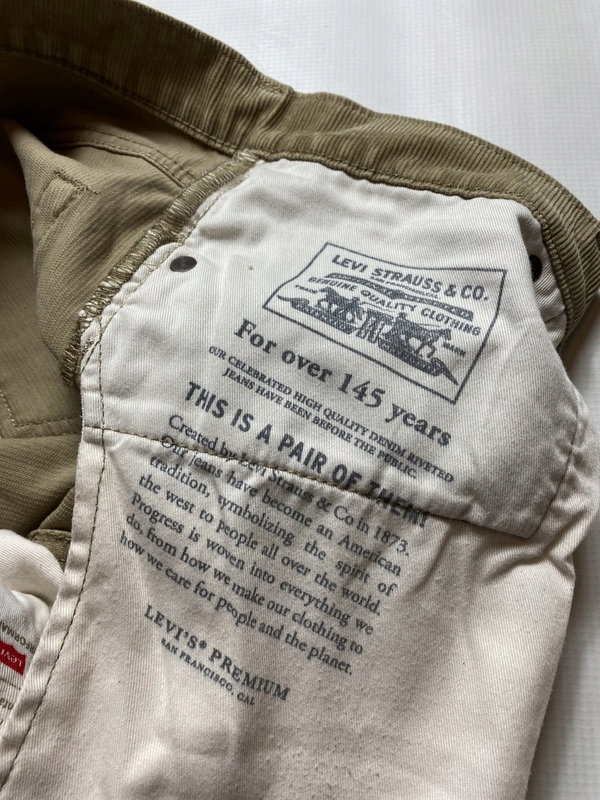 LEVI STRAUSS & CO.
GENUINE QUALITY CLOTHING
For over 145 years
OUR CELEBRATED HIGH QUALITY DENIM RIVETED
JEANS HAVE BEEN BEFORE THE PUBLIC.
THIS IS A PAIR OF THEM!
Created by Levi Strauss & Co in 1873.
Our jeans have become an American
tradition, symbolizing the spirit of
the west to people all over the world.
Progress is woven into everything we
do, from how we make our clothing to
how we care for people and the planet.
LEVI'S® PREMIUM
SAN FRANCISCO, CAL